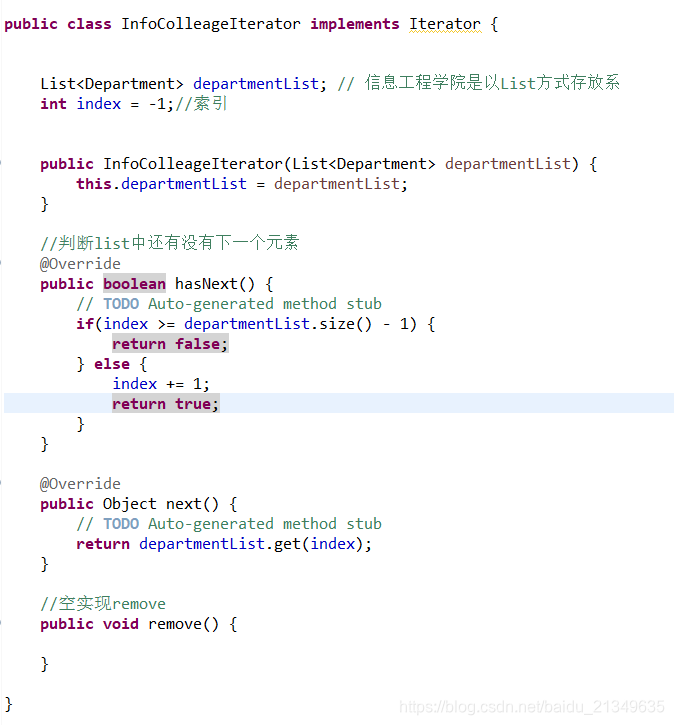 public class InfoColleageIterator implements Iterator {
List<Department> departmentList; // 信息工程学院是以List方式存放系
int index = -1;//索引
public InfoColleageIterator(List<Department> departmentList) {
this.departmentList = departmentList;
}
//判断list中还有没有下一个元素
@Override
public boolean hasNext() {
// TODO Auto-generated method stub
if(index >= departmentList.size() - 1) {
return false;
} else {
index += 1;
return true;
}
}
@Override
public Object next() {
// TODO Auto-generated method stub
return departmentList.get(index);
}
//空实现remove
public void remove() {
}
}
https://blog.csdn.net/baidu_21349635